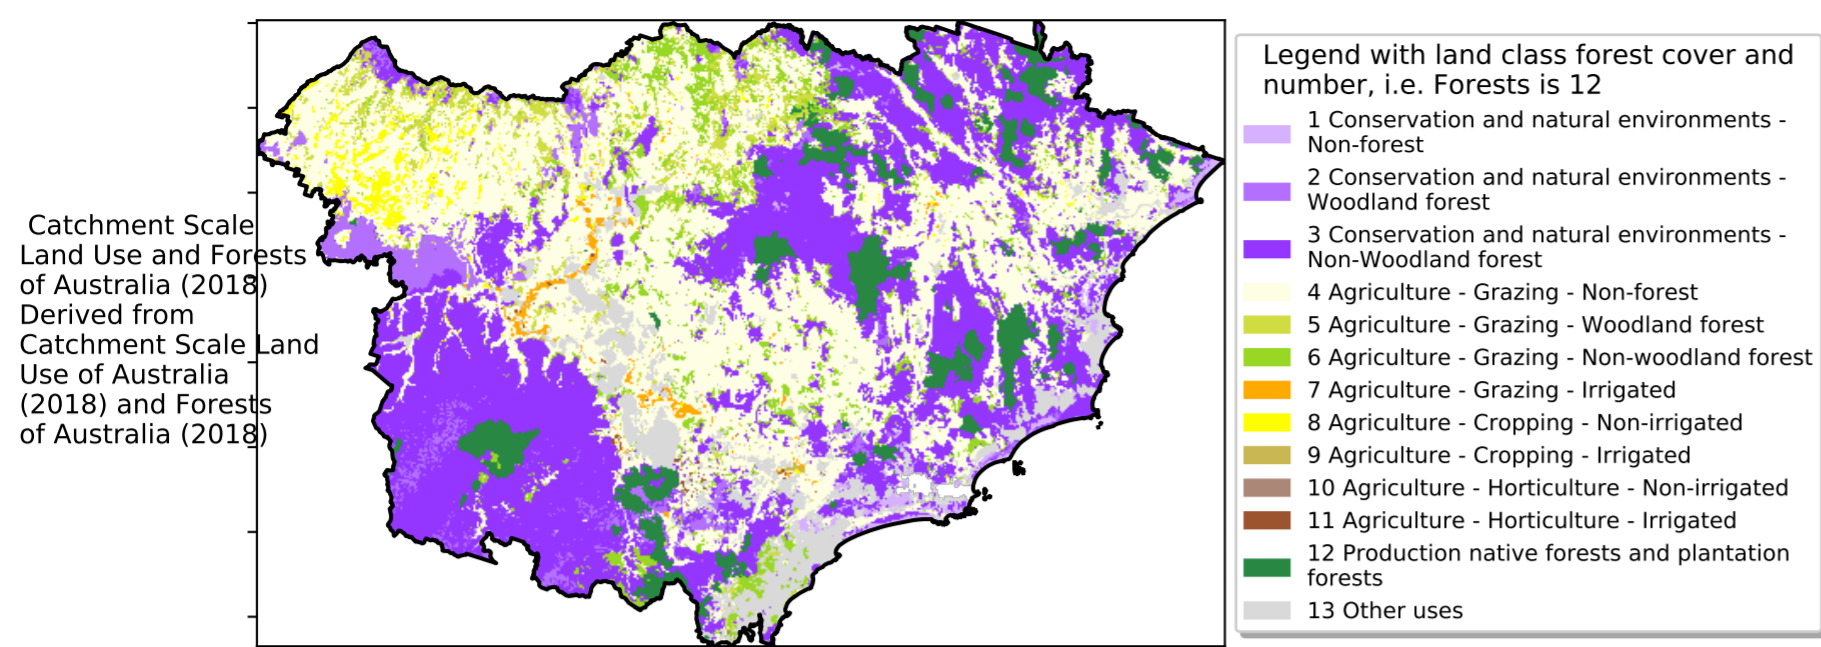 Catchment Scale
Land Use and Forests
of Australia (2018)
Derived from
Catchment Scale Land
Use of Australia
(2018) and Forests
of Australia (2018)
Legend with land class forest cover and
number, i.e. Forests is 12
1 Conservation and natural environments -
Non-forest
2 Conservation and natural environments -
Woodland forest
3 Conservation and natural environments -
Non-Woodland forest
4 Agriculture - Grazing - Non-forest
5 Agriculture - Grazing - Woodland forest
6 Agriculture - Grazing - Non-woodland forest
7 Agriculture - Grazing - Irrigated
8 Agriculture - Cropping - Non-irrigated
9 Agriculture - Cropping - Irrigated
10 Agriculture - Horticulture - Non-irrigated
11 Agriculture - Horticulture - Irrigated
12 Production native forests and plantation
forests
13 Other uses